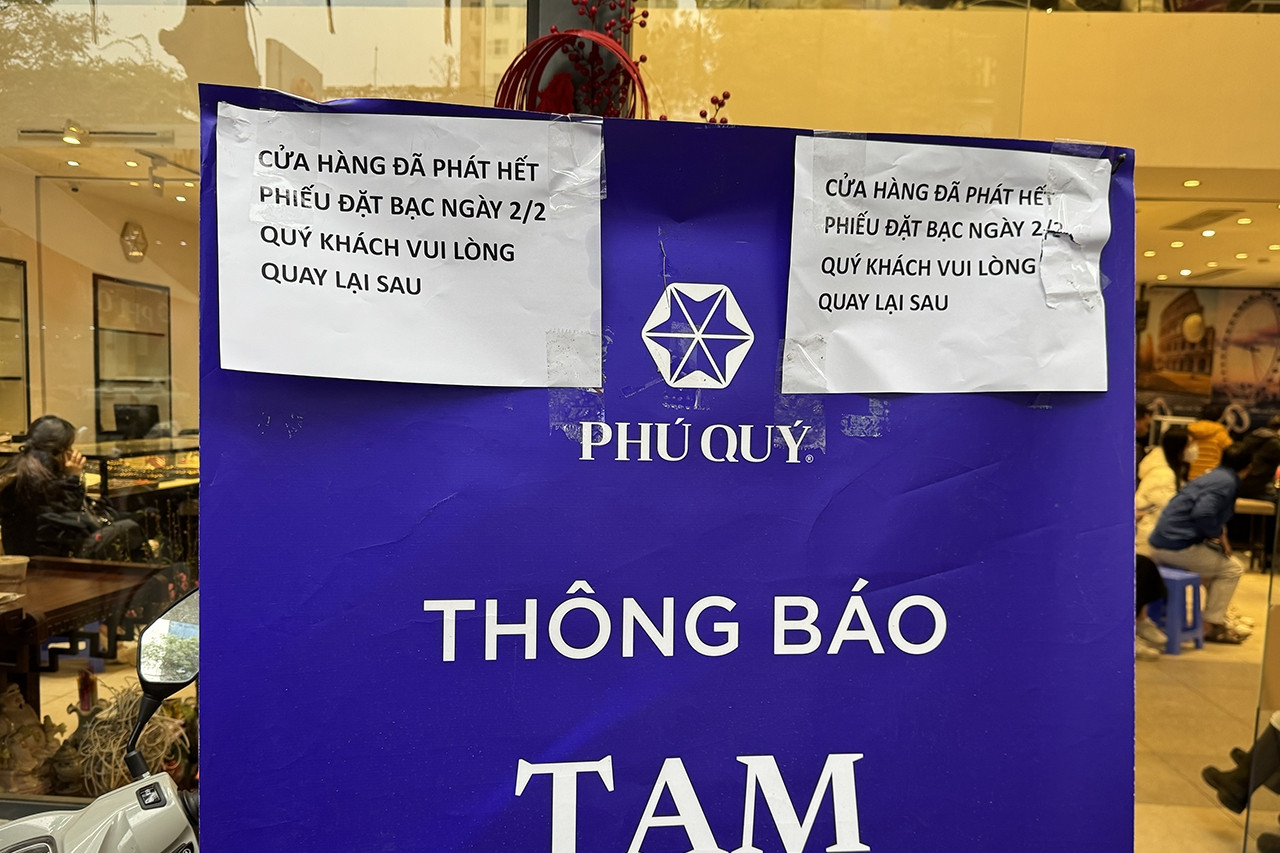 CỬA HÀNG ĐÃ PHÁT HẾT
PHIẾU ĐẶT BẠC NGÀY 2/2
QUÝ KHÁCH VUI LÒNG
QUAY LẠI SAU
CỬA HÀNG ĐÃ PHÁT HẾT
PHIẾU ĐẶT BẠC NGÀY 2/2
QUÝ KHÁCH VUI LÒNG
QUAY LẠI SAU
PHÚ QUÝ®
THÔNG BÁO
TAM